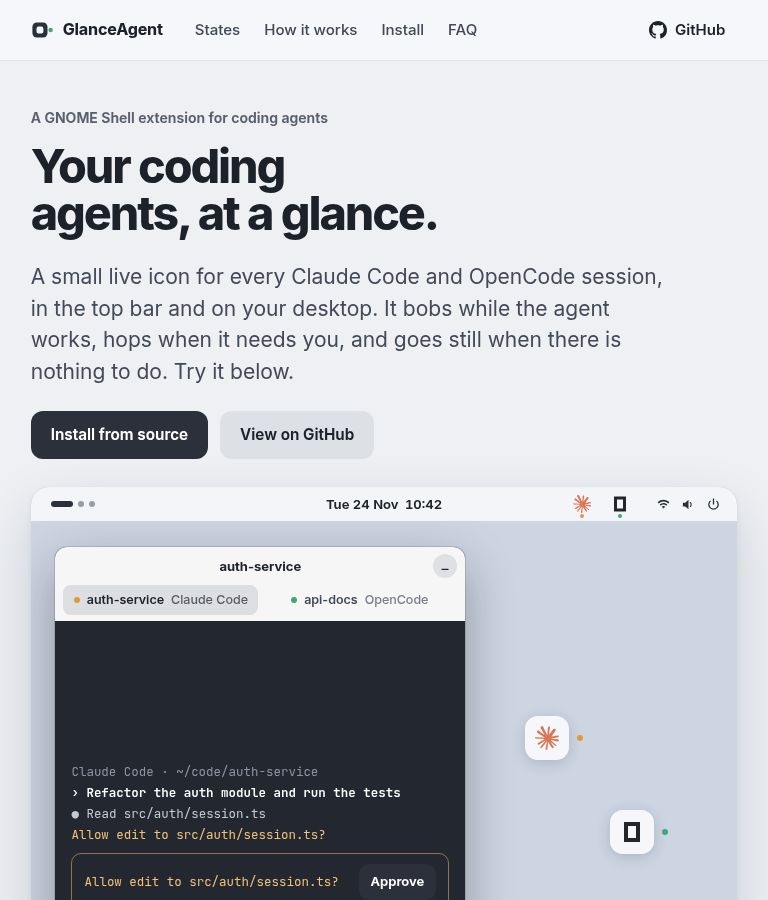 GlanceAgent States How it works Install FAQ GitHub
A GNOME Shell extension for coding agents
Your coding
agents, at a glance.
A small live icon for every Claude Code and OpenCode session,
in the top bar and on your desktop. It bobs while the agent
works, hops when it needs you, and goes still when there is
nothing to do. Try it below.
Install from source View on GitHub
Tue 24 Nov 10:42
auth-service
auth-service Claude Code api-docs OpenCode
Claude Code · ~/code/auth-service
› Refactor the auth module and run the tests
● Read src/auth/session.ts
Allow edit to src/auth/session.ts?
Allow edit to src/auth/session.ts? Approve